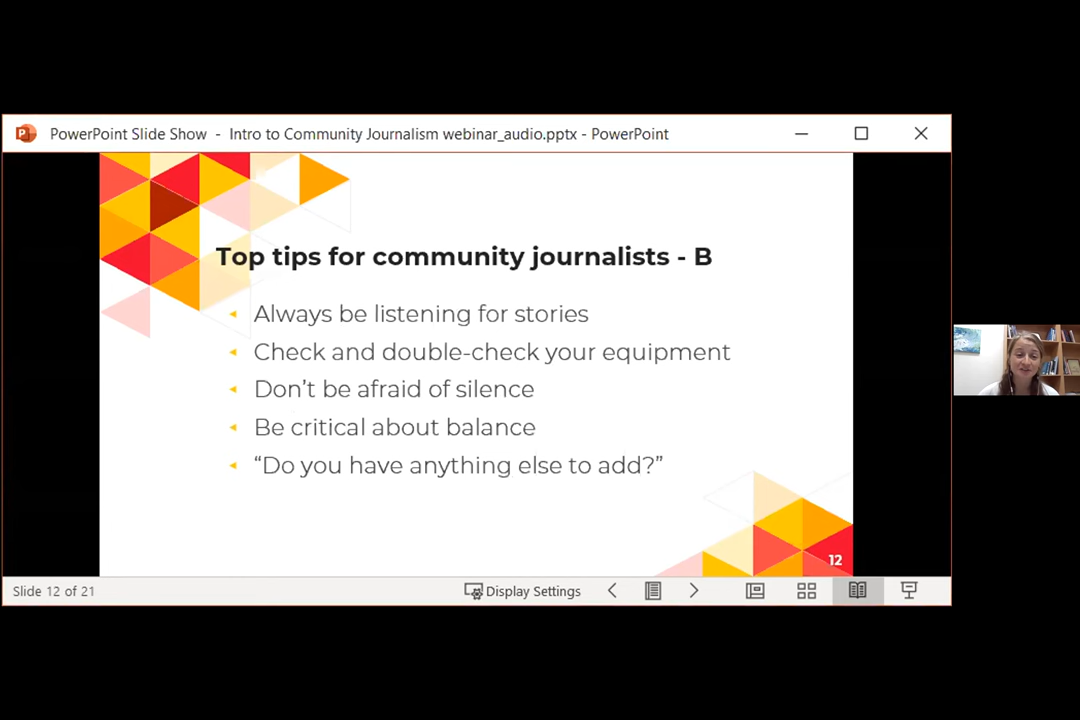 PowerPoint Slide Show - Intro to Community Journalism webinar_audio.pptx - PowerPoint
Top tips for community journalists - B
Always be listening for stories
Check and double-check your equipment
Don’t be afraid of silence
Be critical about balance
“Do you have anything else to add?”
12
Slide 12 of 21
Display Settings